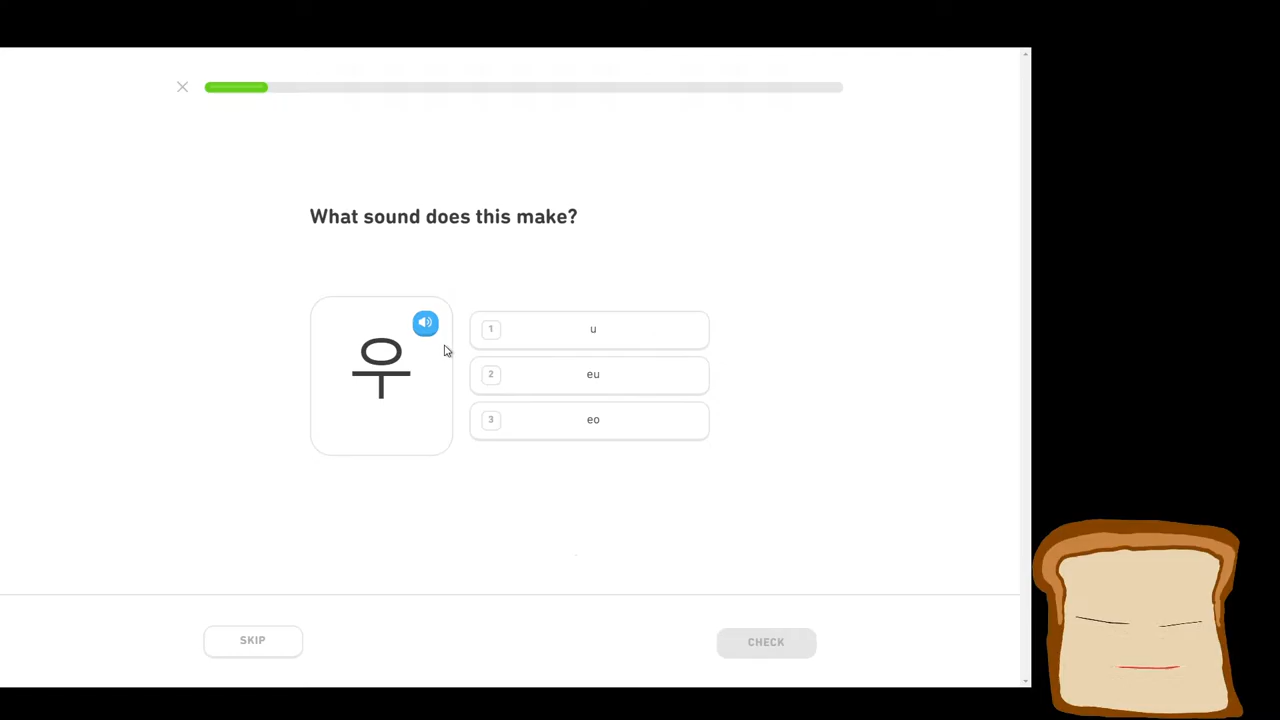 What sound does this make?
우
1 u
2 eu
3 eo
SKIP
CHECK